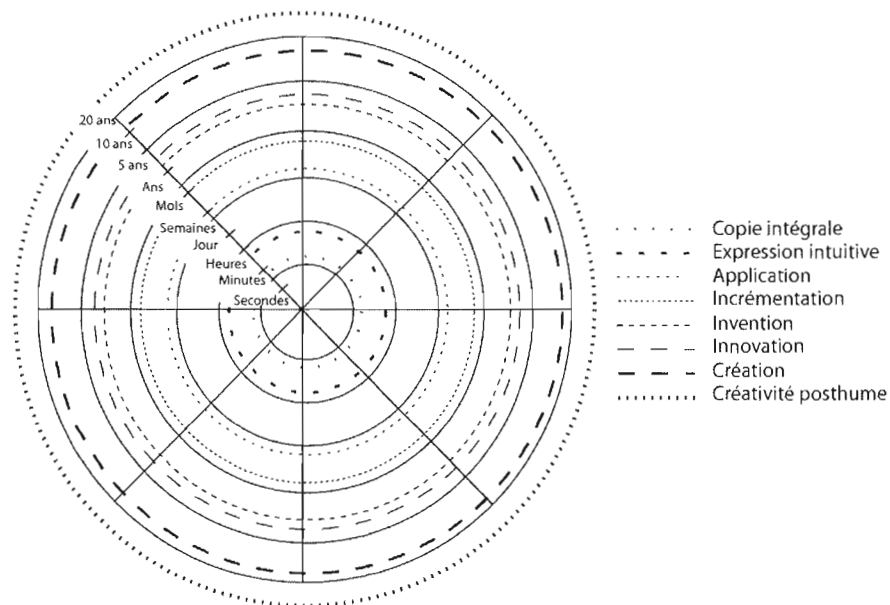 20 ans
10 ans
5 ans
Ans
Mols
Semaines
Jour
Heures
Minutes
Secondes
Copie intégrale
Expression intuitive
Application
Incrémentation
Invention
Innovation
Création
Créativité posthume